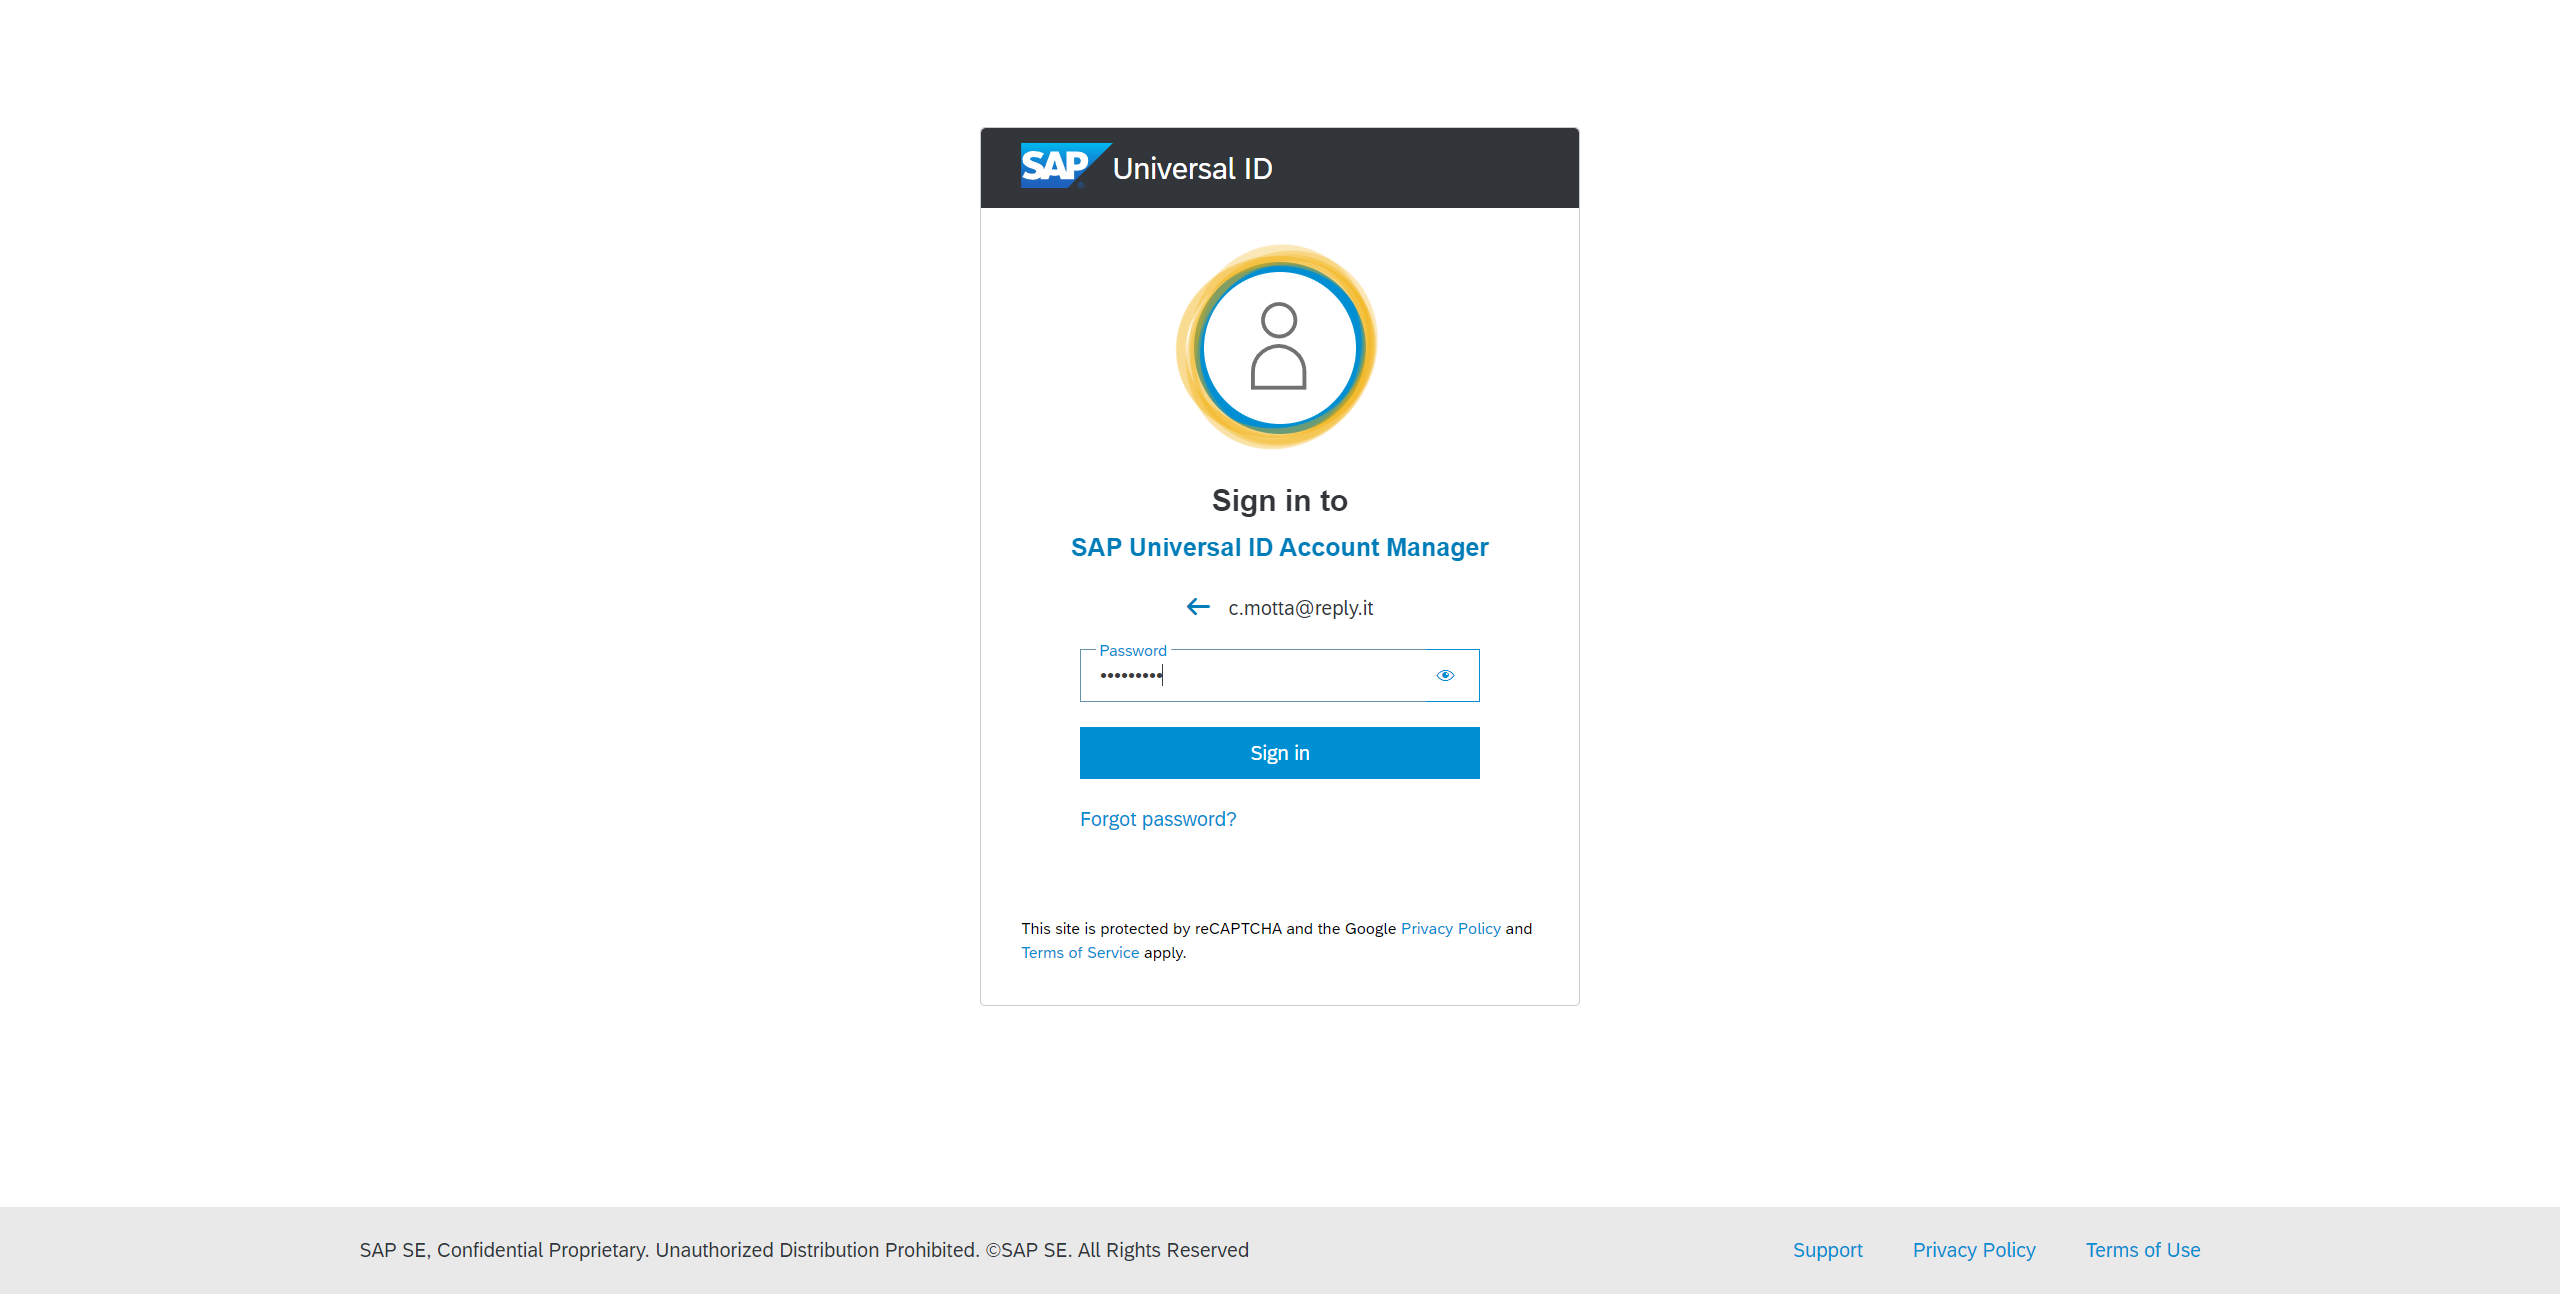 SAP Universal ID
Sign in to
SAP Universal ID Account Manager
c.motta@reply.it
Password
•••••••••
Sign in
Forgot password?
This site is protected by reCAPTCHA and the Google Privacy Policy and
Terms of Service apply.
SAP SE, Confidential Proprietary. Unauthorized Distribution Prohibited. ©SAP SE. All Rights Reserved
Support Privacy Policy Terms of Use